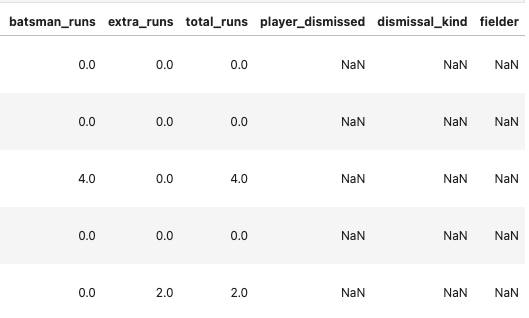 batsman_runs extra_runs total_runs player_dismissed dismissal_kind fielder
0.0 0.0 0.0 NaN NaN NaN
0.0 0.0 0.0 NaN NaN NaN
4.0 0.0 4.0 NaN NaN NaN
0.0 0.0 0.0 NaN NaN NaN
0.0 2.0 2.0 NaN NaN NaN